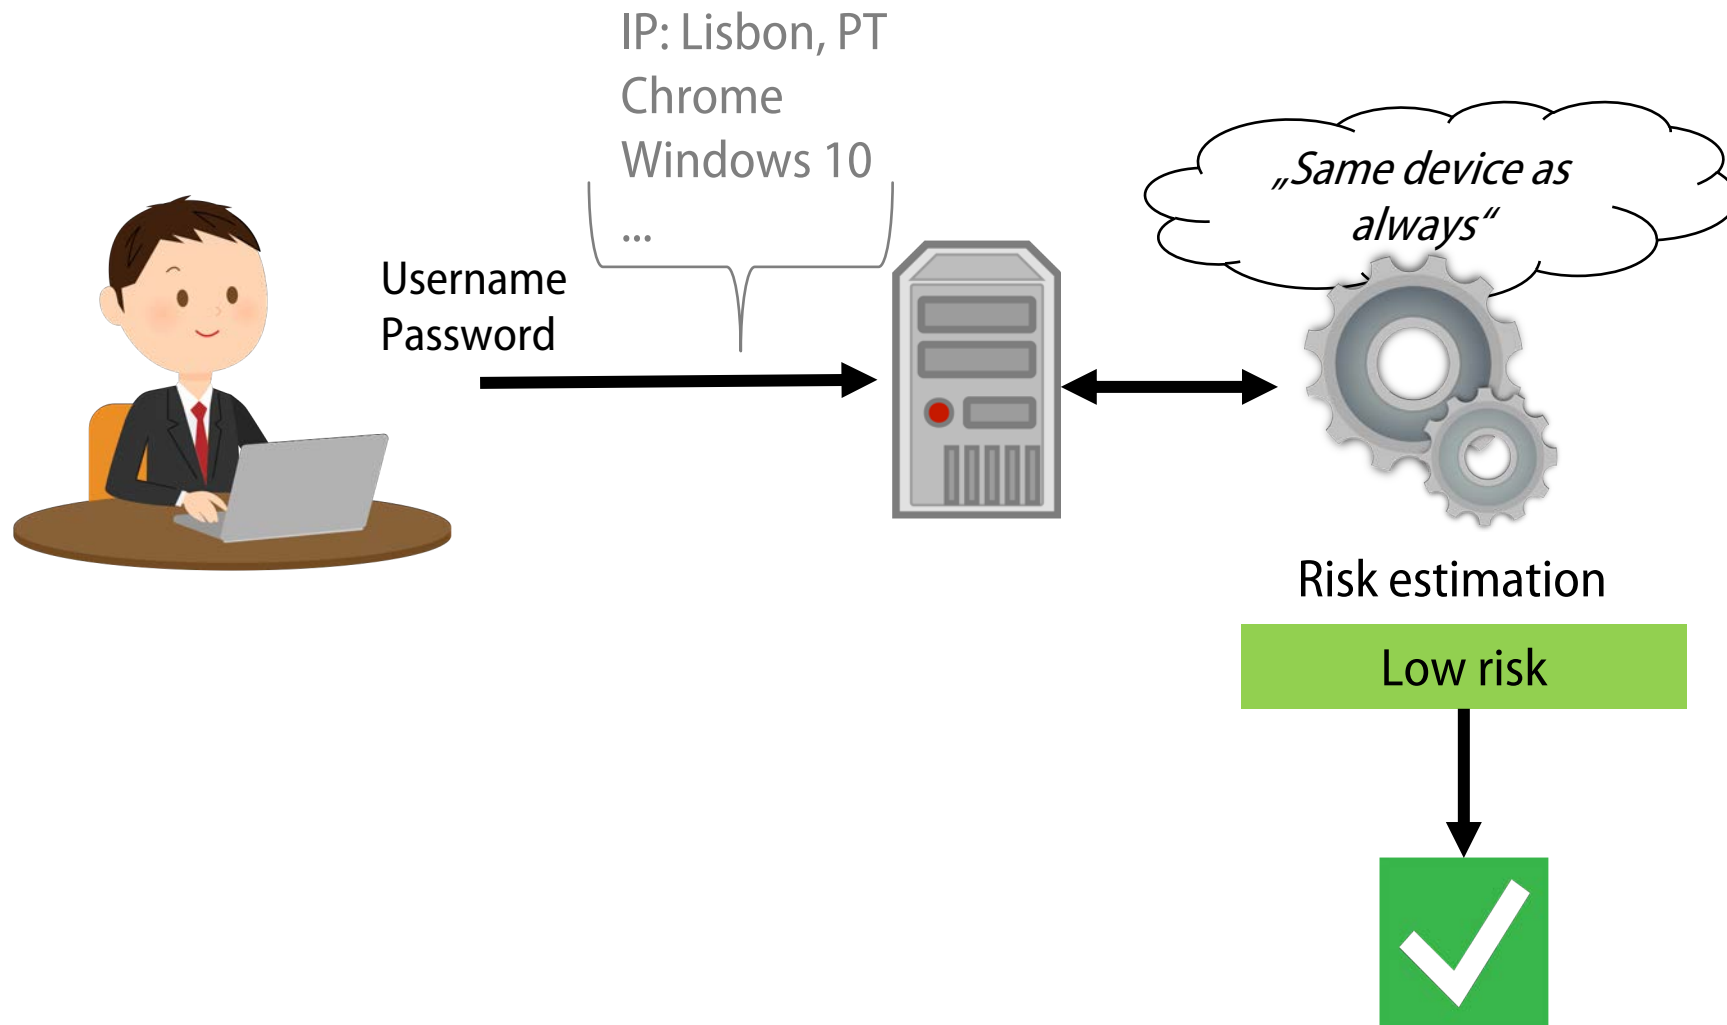 IP: Lisbon, PT
Chrome
Windows 10
...
Username
Password
„Same device as
always“
Risk estimation
Low risk